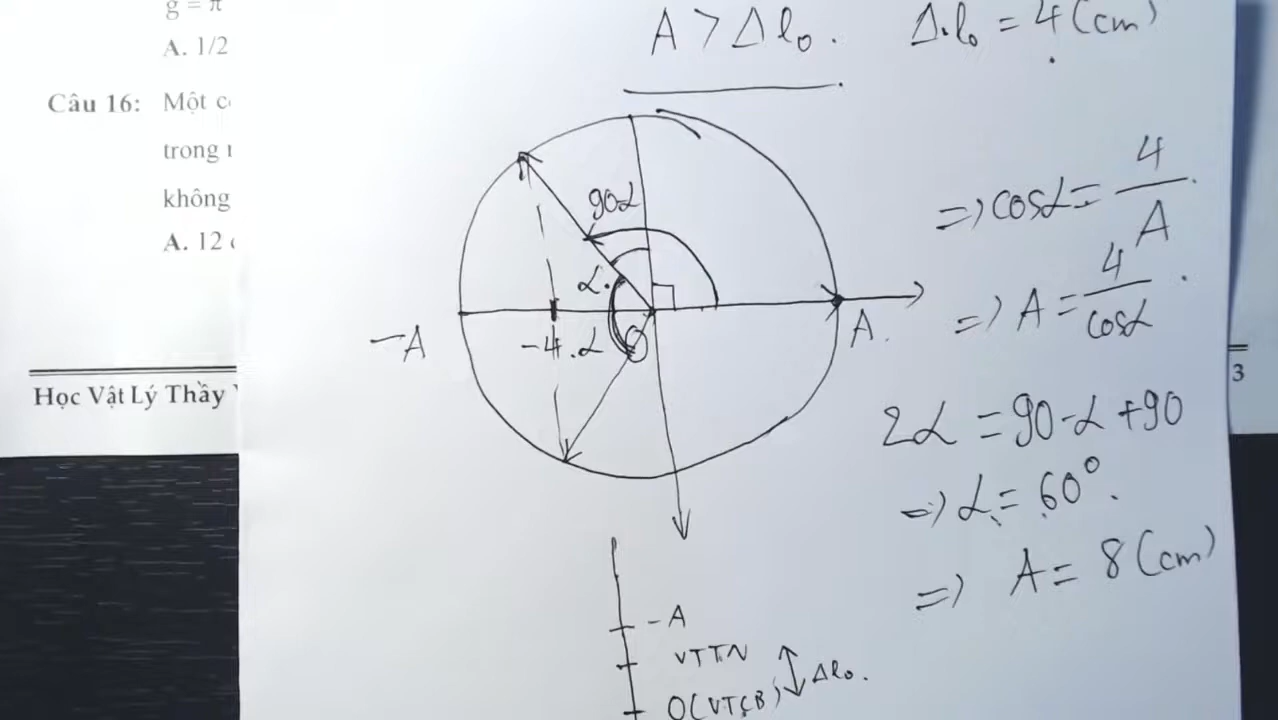 g = π
A. 1/2
Câu 16: Một
trong
không
A. 12
Học Vật Lý Thầy
3
A > Δl₀. Δl₀ = 4 (cm)
=> cosα = 4/A
=> A = 4/cosα
2α = 90-α+90
=> α = 60°.
=> A = 8 (cm)
90α
α.
-A
-4.α
O
A.
-A
VTTN
Δl₀.
O(VTCB)